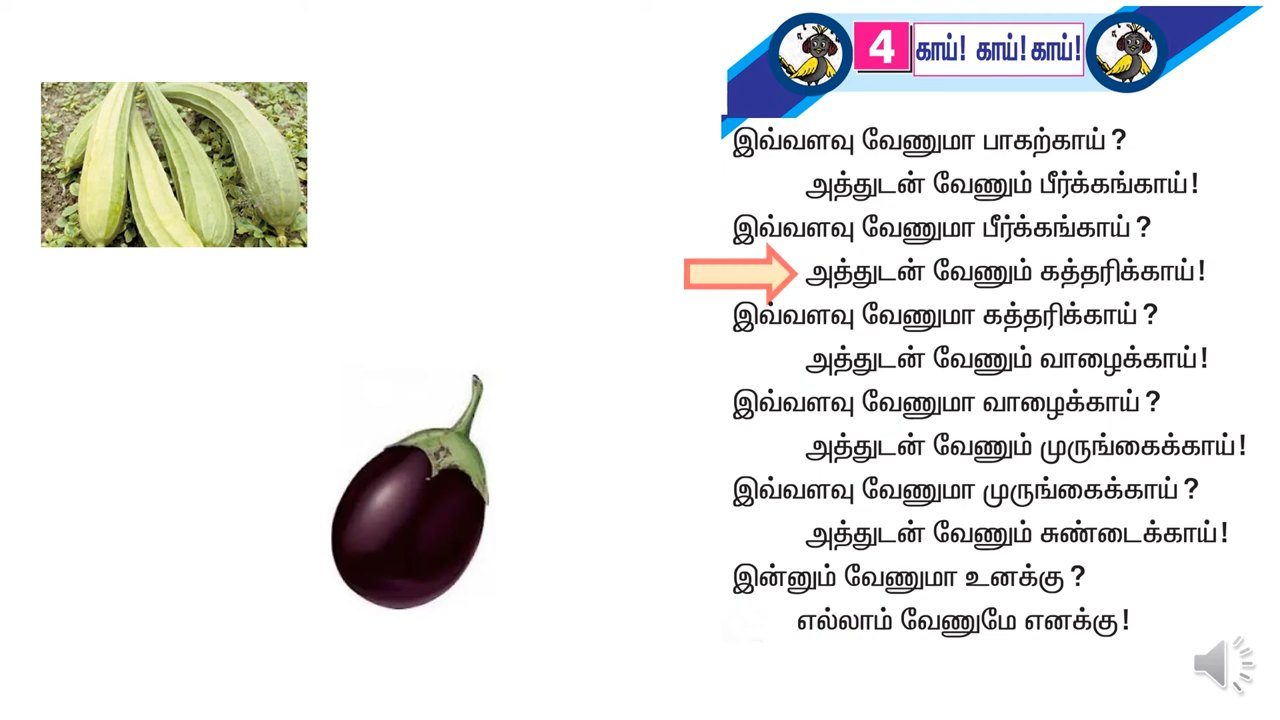 4 காய்! காய்! காய்!
இவ்வளவு வேணுமா பாகற்காய் ?
அத்துடன் வேணும் பீர்க்கங்காய்!
இவ்வளவு வேணுமா பீர்க்கங்காய் ?
அத்துடன் வேணும் கத்தரிக்காய்!
இவ்வளவு வேணுமா கத்தரிக்காய் ?
அத்துடன் வேணும் வாழைக்காய்!
இவ்வளவு வேணுமா வாழைக்காய் ?
அத்துடன் வேணும் முருங்கைக்காய்!
இவ்வளவு வேணுமா முருங்கைக்காய் ?
அத்துடன் வேணும் சுண்டைக்காய்!
இன்னும் வேணுமா உனக்கு ?
எல்லாம் வேணுமே எனக்கு!